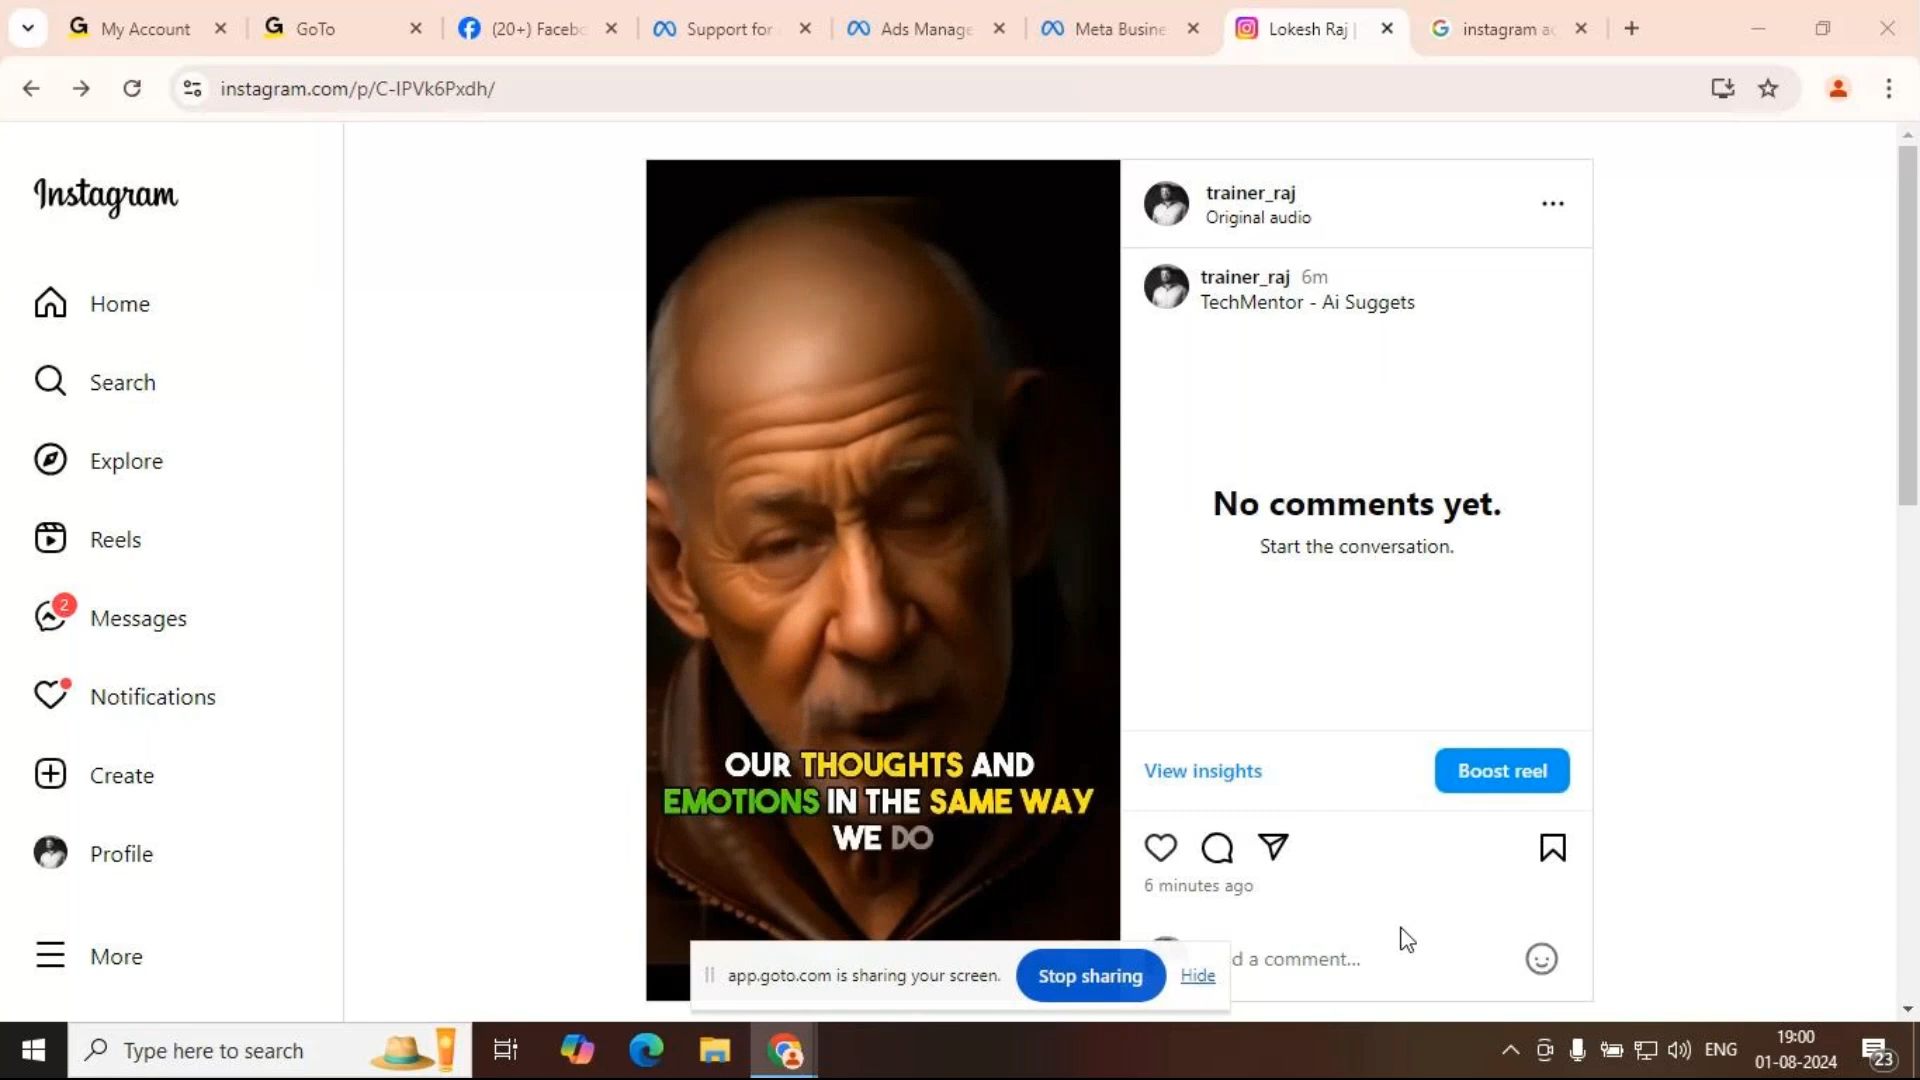 My Account
GoTo
(20+) Facebo
Support for
Ads Manage
Meta Busine
Lokesh Raj |
instagram ac
instagram.com/p/C-IPVk6Pxdh/
Instagram
Home
Search
Explore
Reels
2
Messages
Notifications
Create
Profile
More
OUR THOUGHTS AND
EMOTIONS IN THE SAME WAY
WE DO
trainer_raj
Original audio
trainer_raj 6m
TechMentor - Ai Suggets
No comments yet.
Start the conversation.
View insights
Boost reel
6 minutes ago
d a comment...
app.goto.com is sharing your screen.
Stop sharing
Hide
Type here to search
ENG
19:00
01-08-2024
23